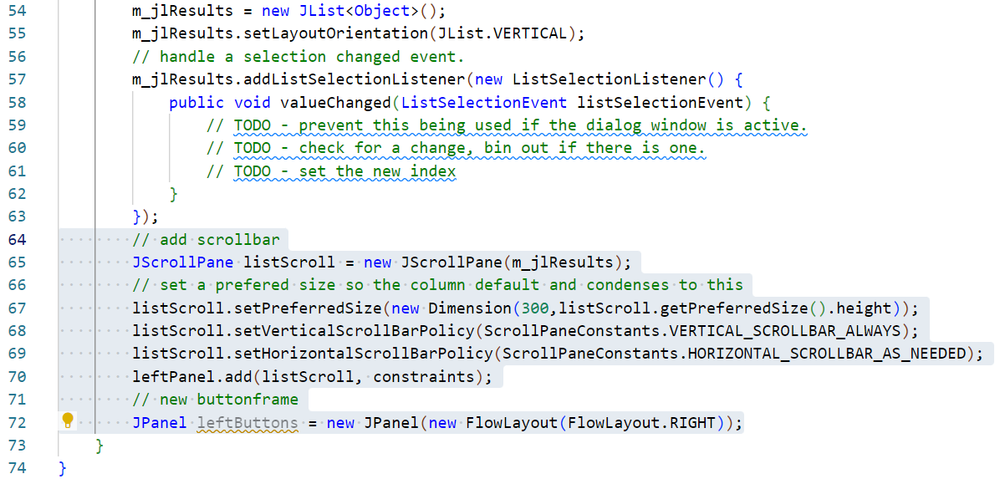 54 m_jlResults = new JList<Object>();
55 m_jlResults.setLayoutOrientation(JList.VERTICAL);
56 // handle a selection changed event.
57 m_jlResults.addListSelectionListener(new ListSelectionListener() {
58 public void valueChanged(ListSelectionEvent listSelectionEvent) {
59 // TODO - prevent this being used if the dialog window is active.
60 // TODO - check for a change, bin out if there is one.
61 // TODO - set the new index
62 }
63 });
64 // add scrollbar
65 JScrollPane listScroll = new JScrollPane(m_jlResults);
66 // set a prefered size so the column default and condenses to this
67 listScroll.setPreferredSize(new Dimension(300,listScroll.getPreferredSize().height));
68 listScroll.setVerticalScrollBarPolicy(ScrollPaneConstants.VERTICAL_SCROLLBAR_ALWAYS);
69 listScroll.setHorizontalScrollBarPolicy(ScrollPaneConstants.HORIZONTAL_SCROLLBAR_AS_NEEDED);
70 leftPanel.add(listScroll, constraints);
71 // new buttonframe
72 JPanel leftButtons = new JPanel(new FlowLayout(FlowLayout.RIGHT));
73 }
74 }